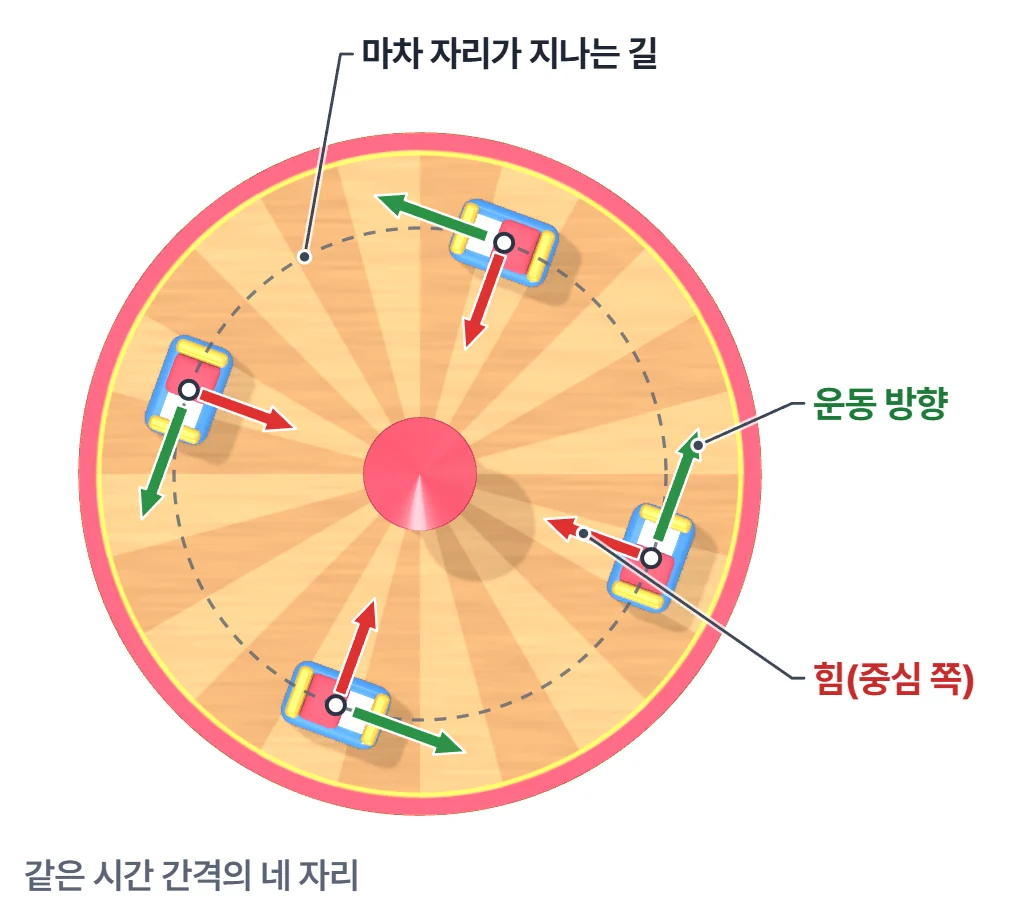 마차 자리가 지나는 길
운동 방향
힘(중심 쪽)
같은 시간 간격의 네 자리